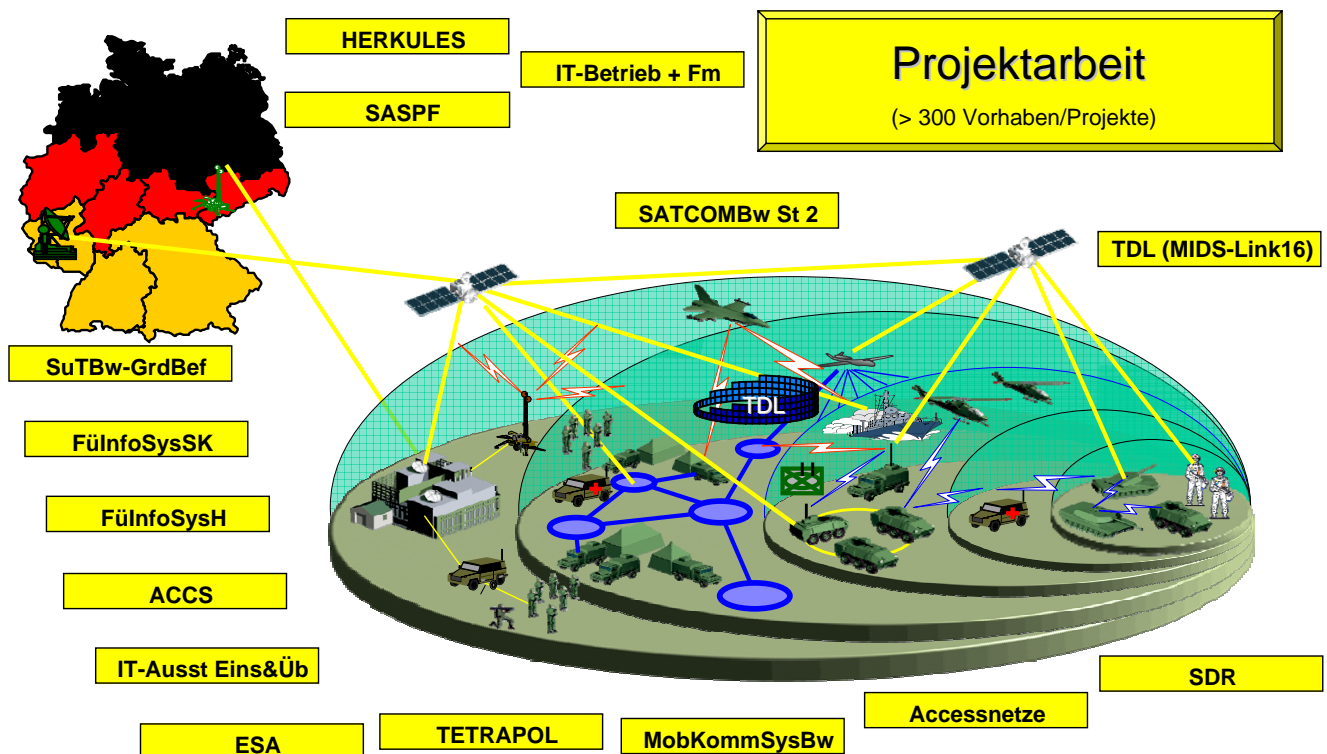 HERKULES
IT-Betrieb + Fm
Projektarbeit
(> 300 Vorhaben/Projekte)
SASPF
SATCOMBw St 2
TDL (MIDS-Link16)
SuTBw-GrdBef
TDL
FüInfoSysSK
FüInfoSysH
ACCS
IT-Ausst Eins&Üb
SDR
Accessnetze
TETRAPOL
MobKommSysBw
ESA